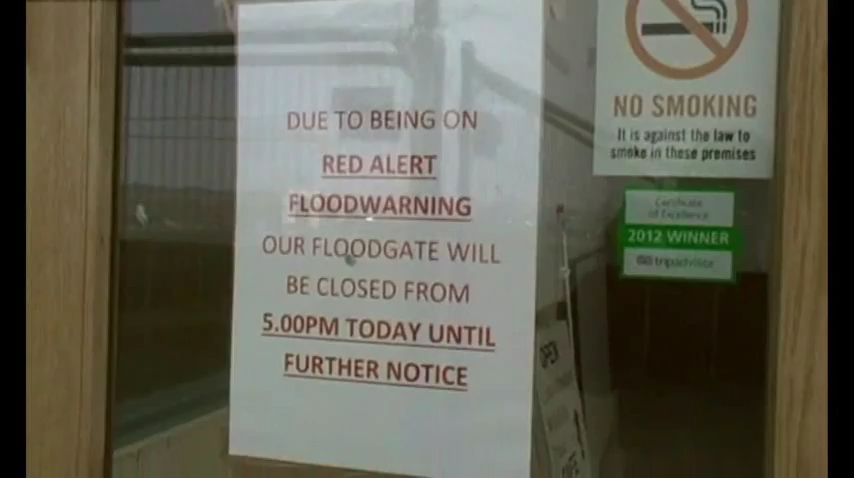 DUE TO BEING ON
RED ALERT
FLOODWARNING
OUR FLOODGATE WILL
BE CLOSED FROM
5.00PM TODAY UNTIL
FURTHER NOTICE
NO SMOKING
It is against the law to
smoke in these premises
Certificate
of Excellence
2012 WINNER
tripadvisor
OPEN